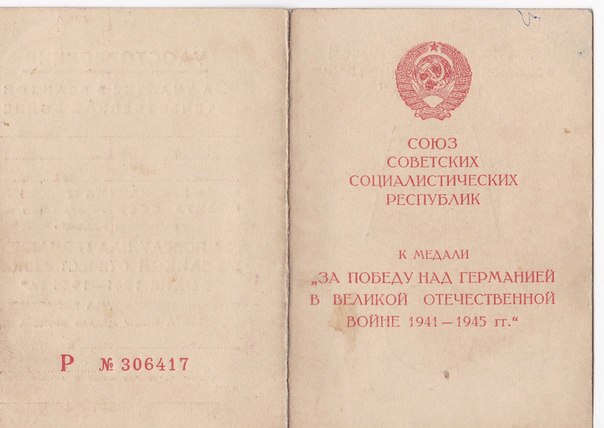 Р № 306417
СОЮЗ
СОВЕТСКИХ
СОЦИАЛИСТИЧЕСКИХ
РЕСПУБЛИК
К МЕДАЛИ
„ЗА ПОБЕДУ НАД ГЕРМАНИЕЙ
В ВЕЛИКОЙ ОТЕЧЕСТВЕННОЙ
ВОЙНЕ 1941—1945 гг.“